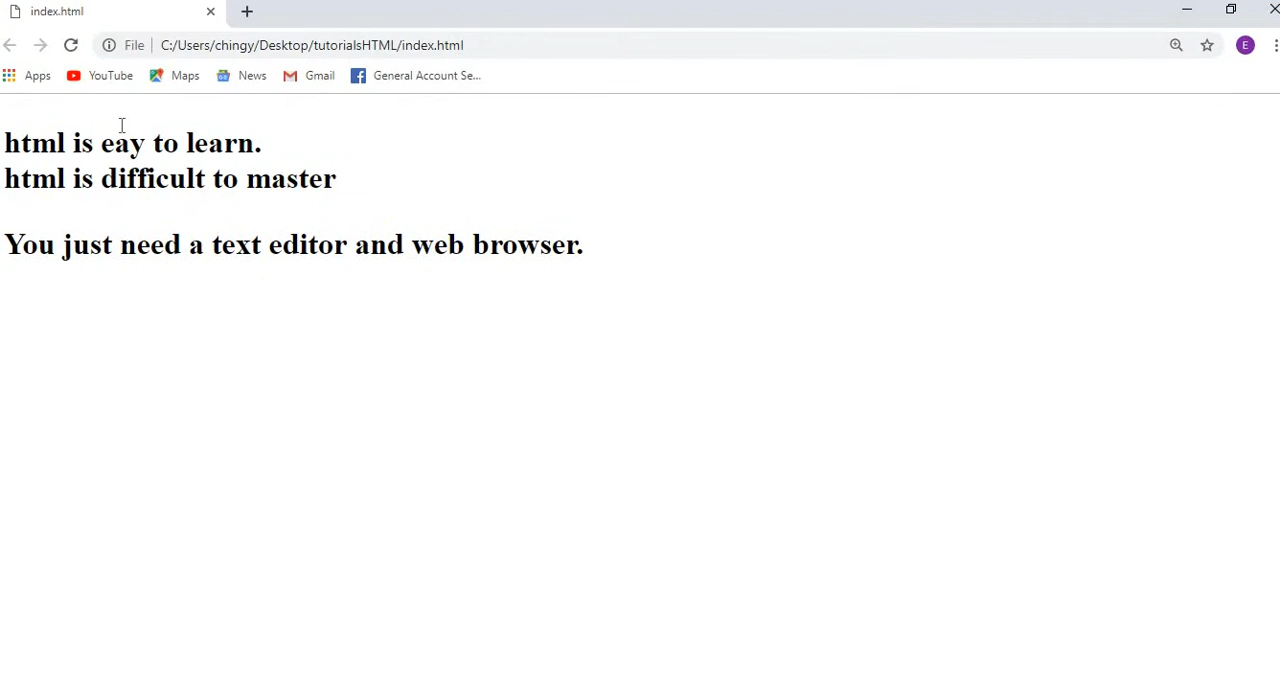 index.html
File C:/Users/chingy/Desktop/tutorialsHTML/index.html E
Apps YouTube Maps News Gmail General Account Se...
html is eay to learn.
html is difficult to master
You just need a text editor and web browser.